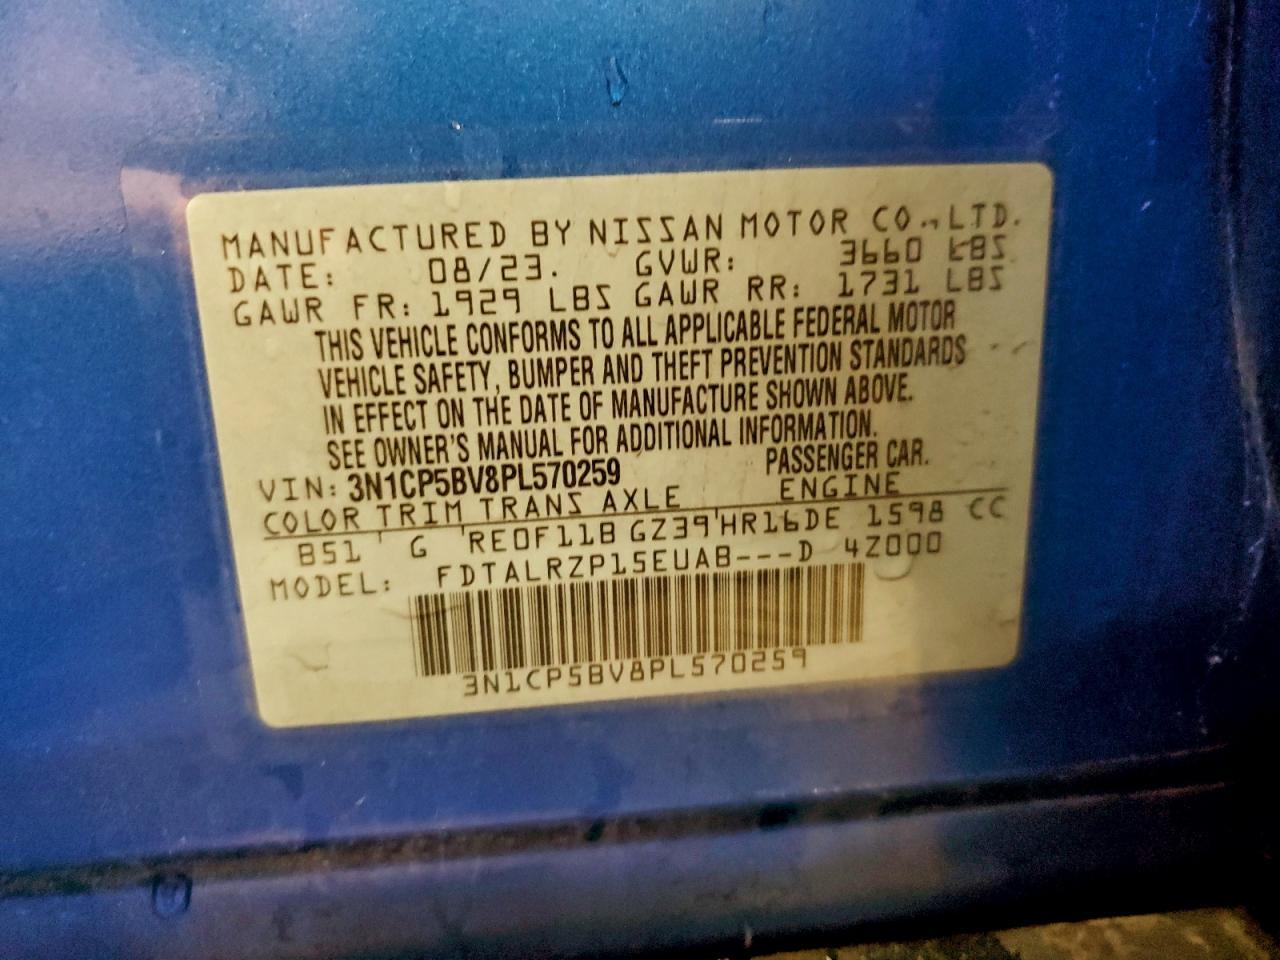 MANUFACTURED BY NISSAN MOTOR CO., LTD.
DATE: 08/23. GVWR: 3660 LBS
GAWR FR: 1929 LBS GAWR RR: 1731 LBS
THIS VEHICLE CONFORMS TO ALL APPLICABLE FEDERAL MOTOR
VEHICLE SAFETY, BUMPER AND THEFT PREVENTION STANDARDS
IN EFFECT ON THE DATE OF MANUFACTURE SHOWN ABOVE.
SEE OWNER'S MANUAL FOR ADDITIONAL INFORMATION.
VIN: 3N1CP5BV8PL570259 PASSENGER CAR.
COLOR TRIM TRANS AXLE ENGINE
B51 G RE0F11B GZ39 HR16DE 1598 CC
MODEL: FDTALRZP15EUAB---D 4Z000
3N1CP5BV8PL570259